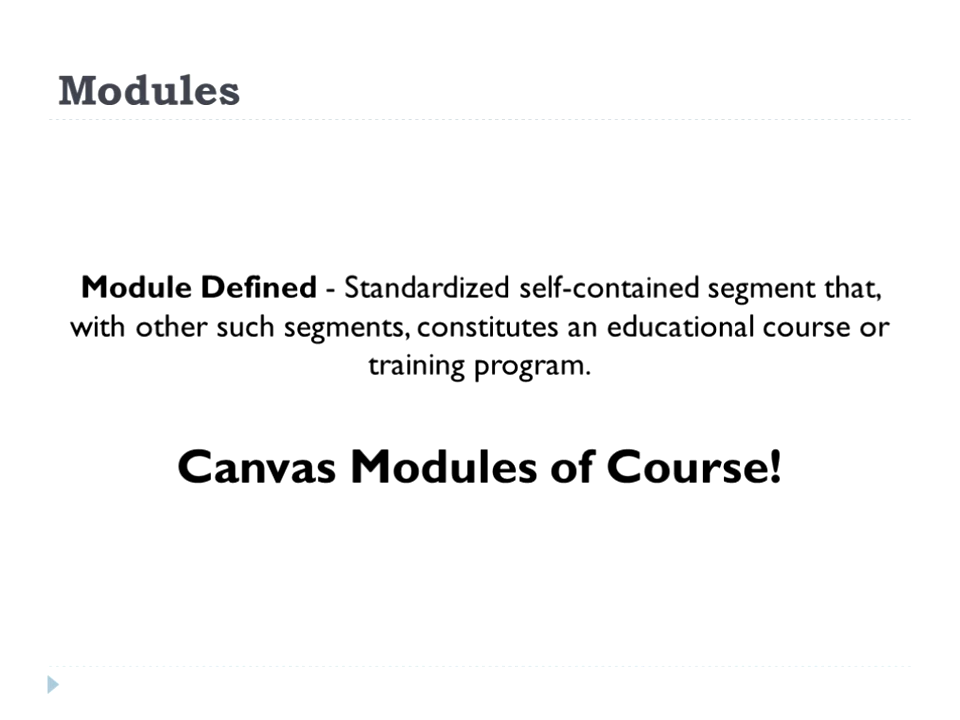 Modules
Module Defined - Standardized self-contained segment that,
with other such segments, constitutes an educational course or
training program.
Canvas Modules of Course!